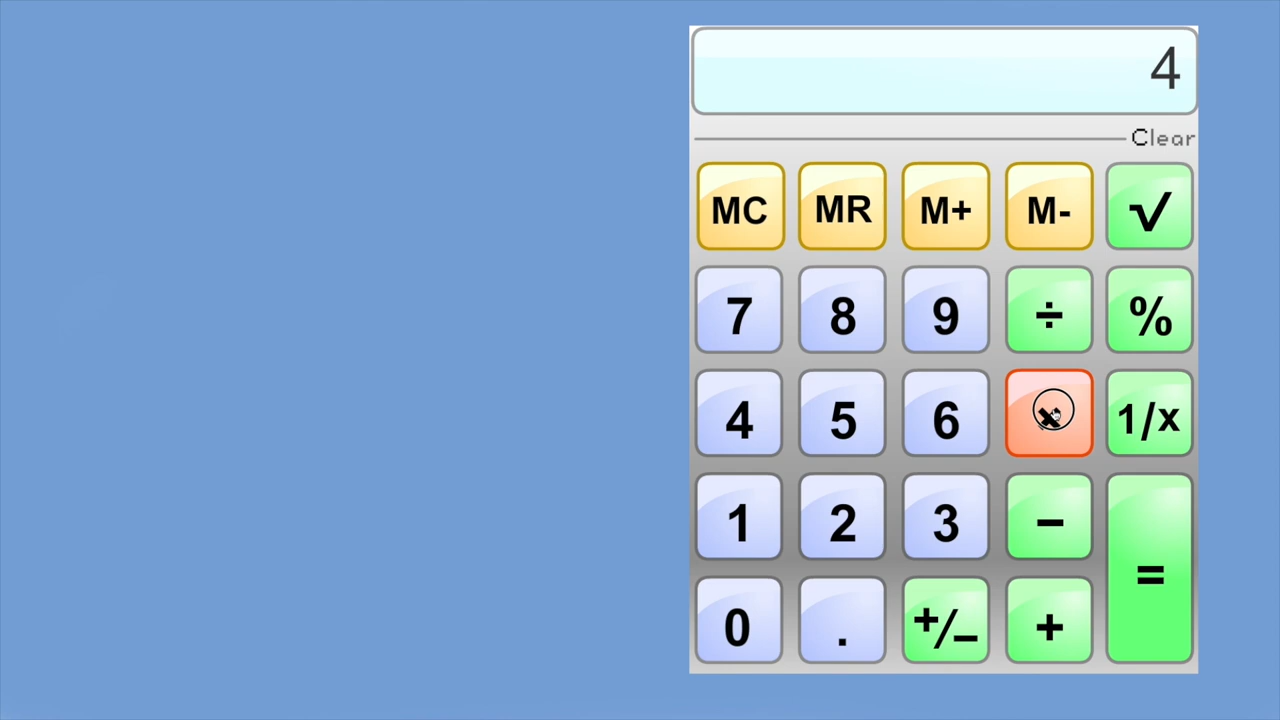 4
Clear
MC MR M+ M- √
7 8 9 ÷ %
4 5 6 × 1/x
1 2 3 − =
0 . +/− +